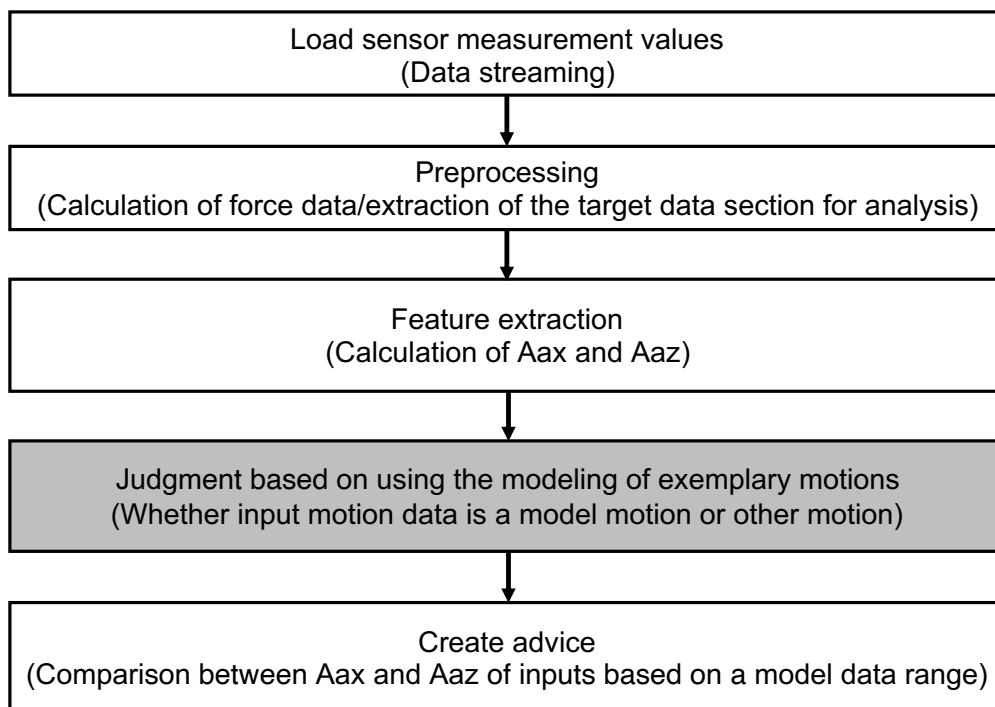 Load sensor measurement values
(Data streaming)
Preprocessing
(Calculation of force data/extraction of the target data section for analysis)
Feature extraction
(Calculation of Aax and Aaz)
Judgment based on using the modeling of exemplary motions
(Whether input motion data is a model motion or other motion)
Create advice
(Comparison between Aax and Aaz of inputs based on a model data range)